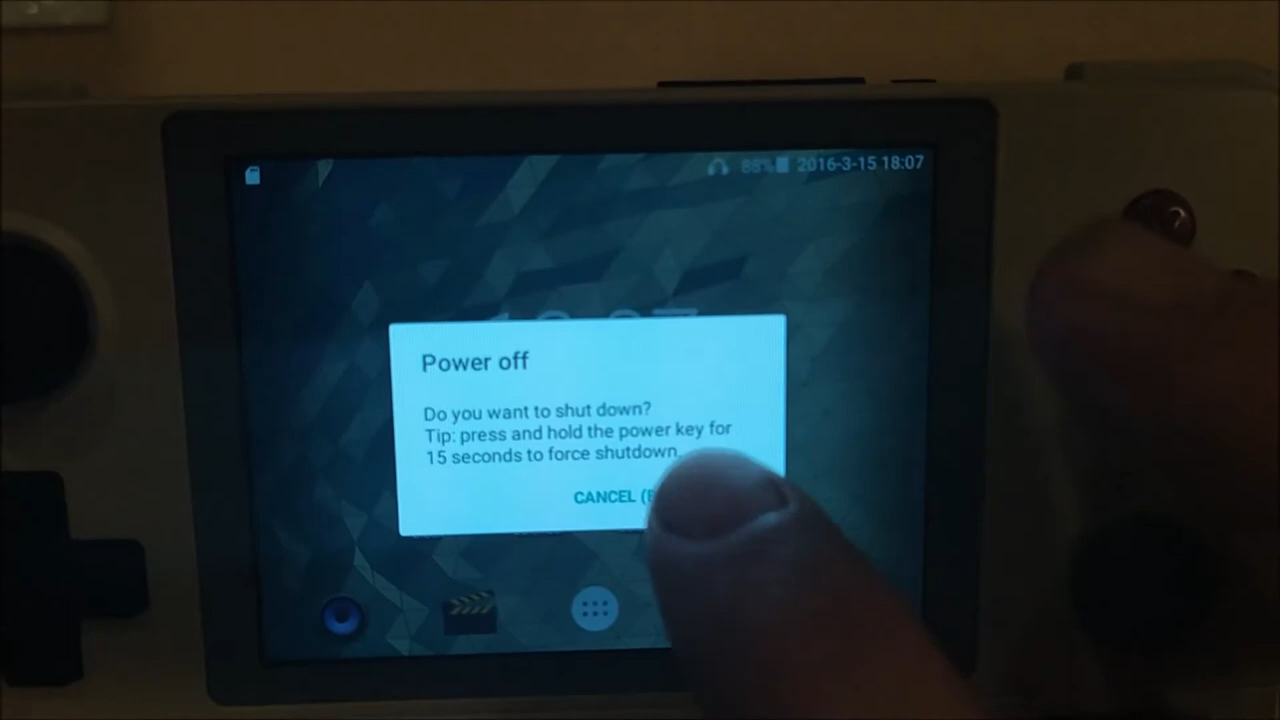 88% 2016-3-15 18:07
Power off
Do you want to shut down?
Tip: press and hold the power key for
15 seconds to force shutdown.
CANCEL (B